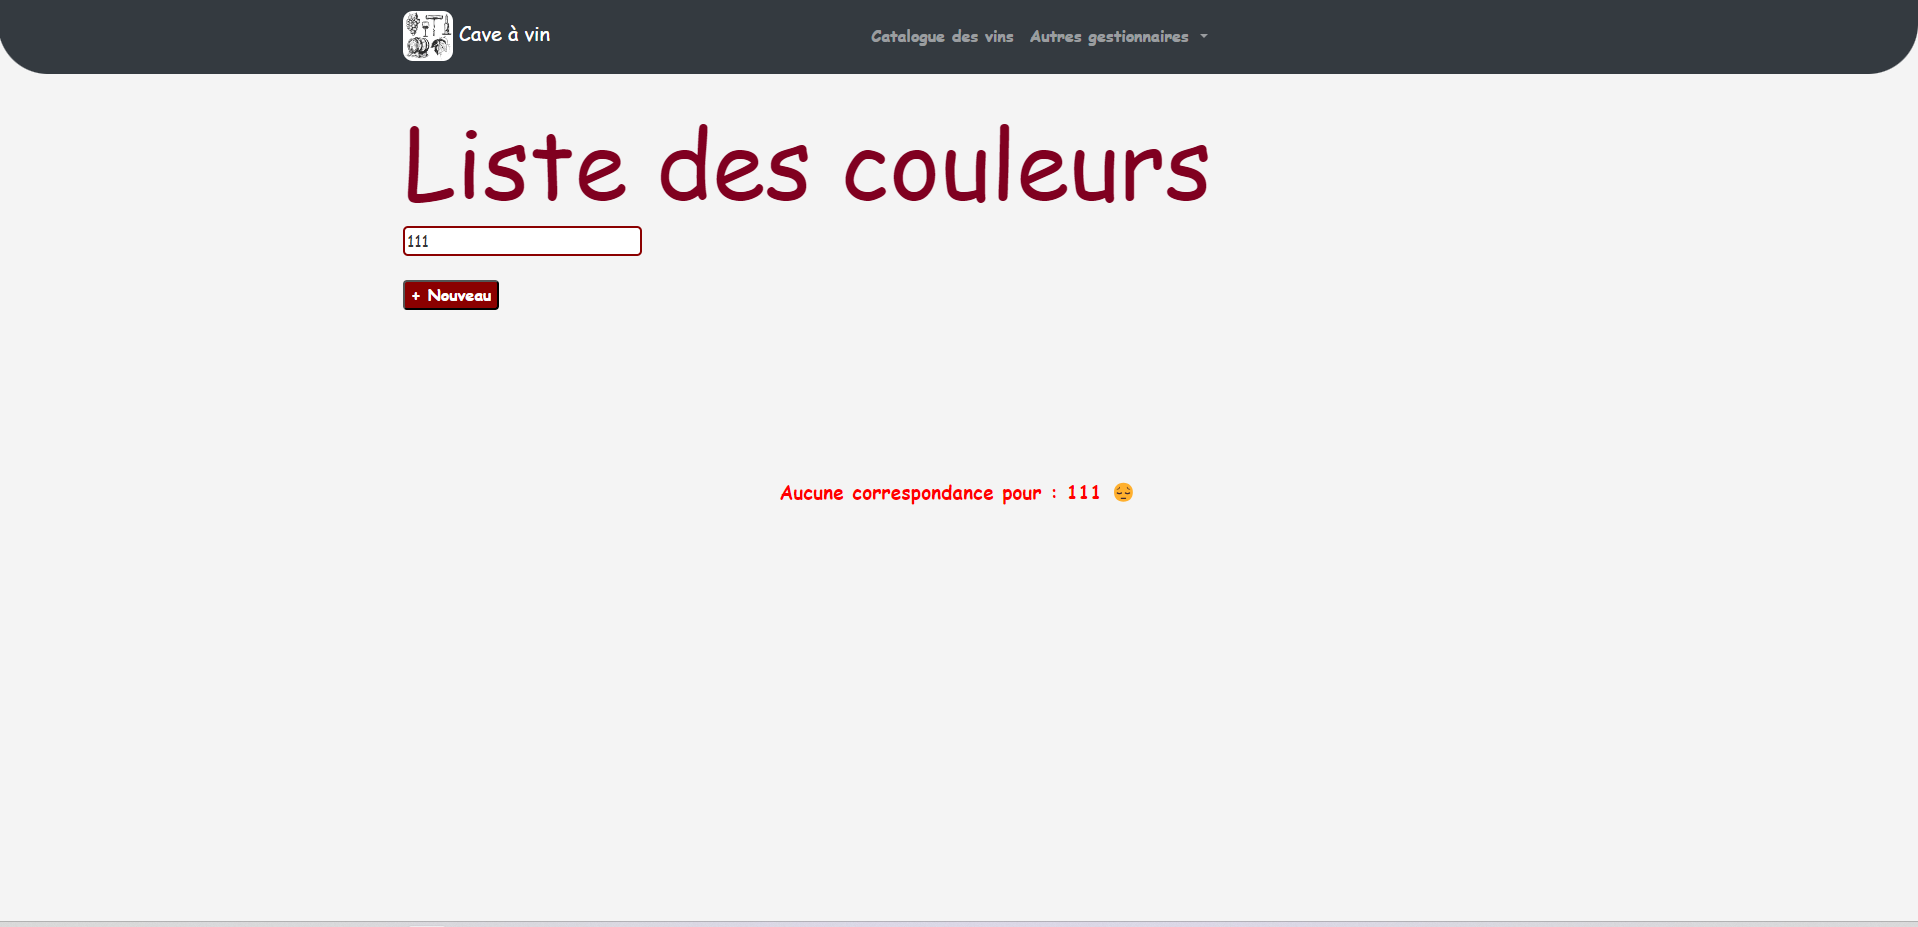 Cave à vin
Catalogue des vins
Autres gestionnaires
Liste des couleurs
111
+ Nouveau
Aucune correspondance pour : 111 😔